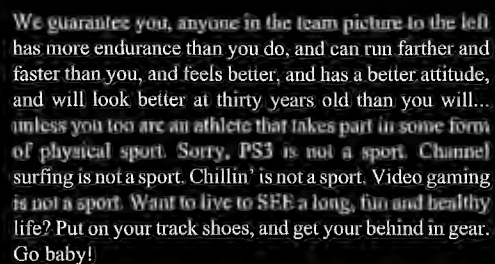 We guarantee you, anyone in the team picture to the left
has more endurance than you do, and can run farther and
faster than you, and feels better, and has a better attitude,
and will look better at thirty years old than you will...
unless you too are an athlete that takes part in some form
of physical sport. Sorry, PS3 is not a sport. Channel
surfing is not a sport. Chillin’ is not a sport. Video gaming
is not a sport. Want to live to SEE a long, fun and healthy
life? Put on your track shoes, and get your behind in gear.
Go baby!